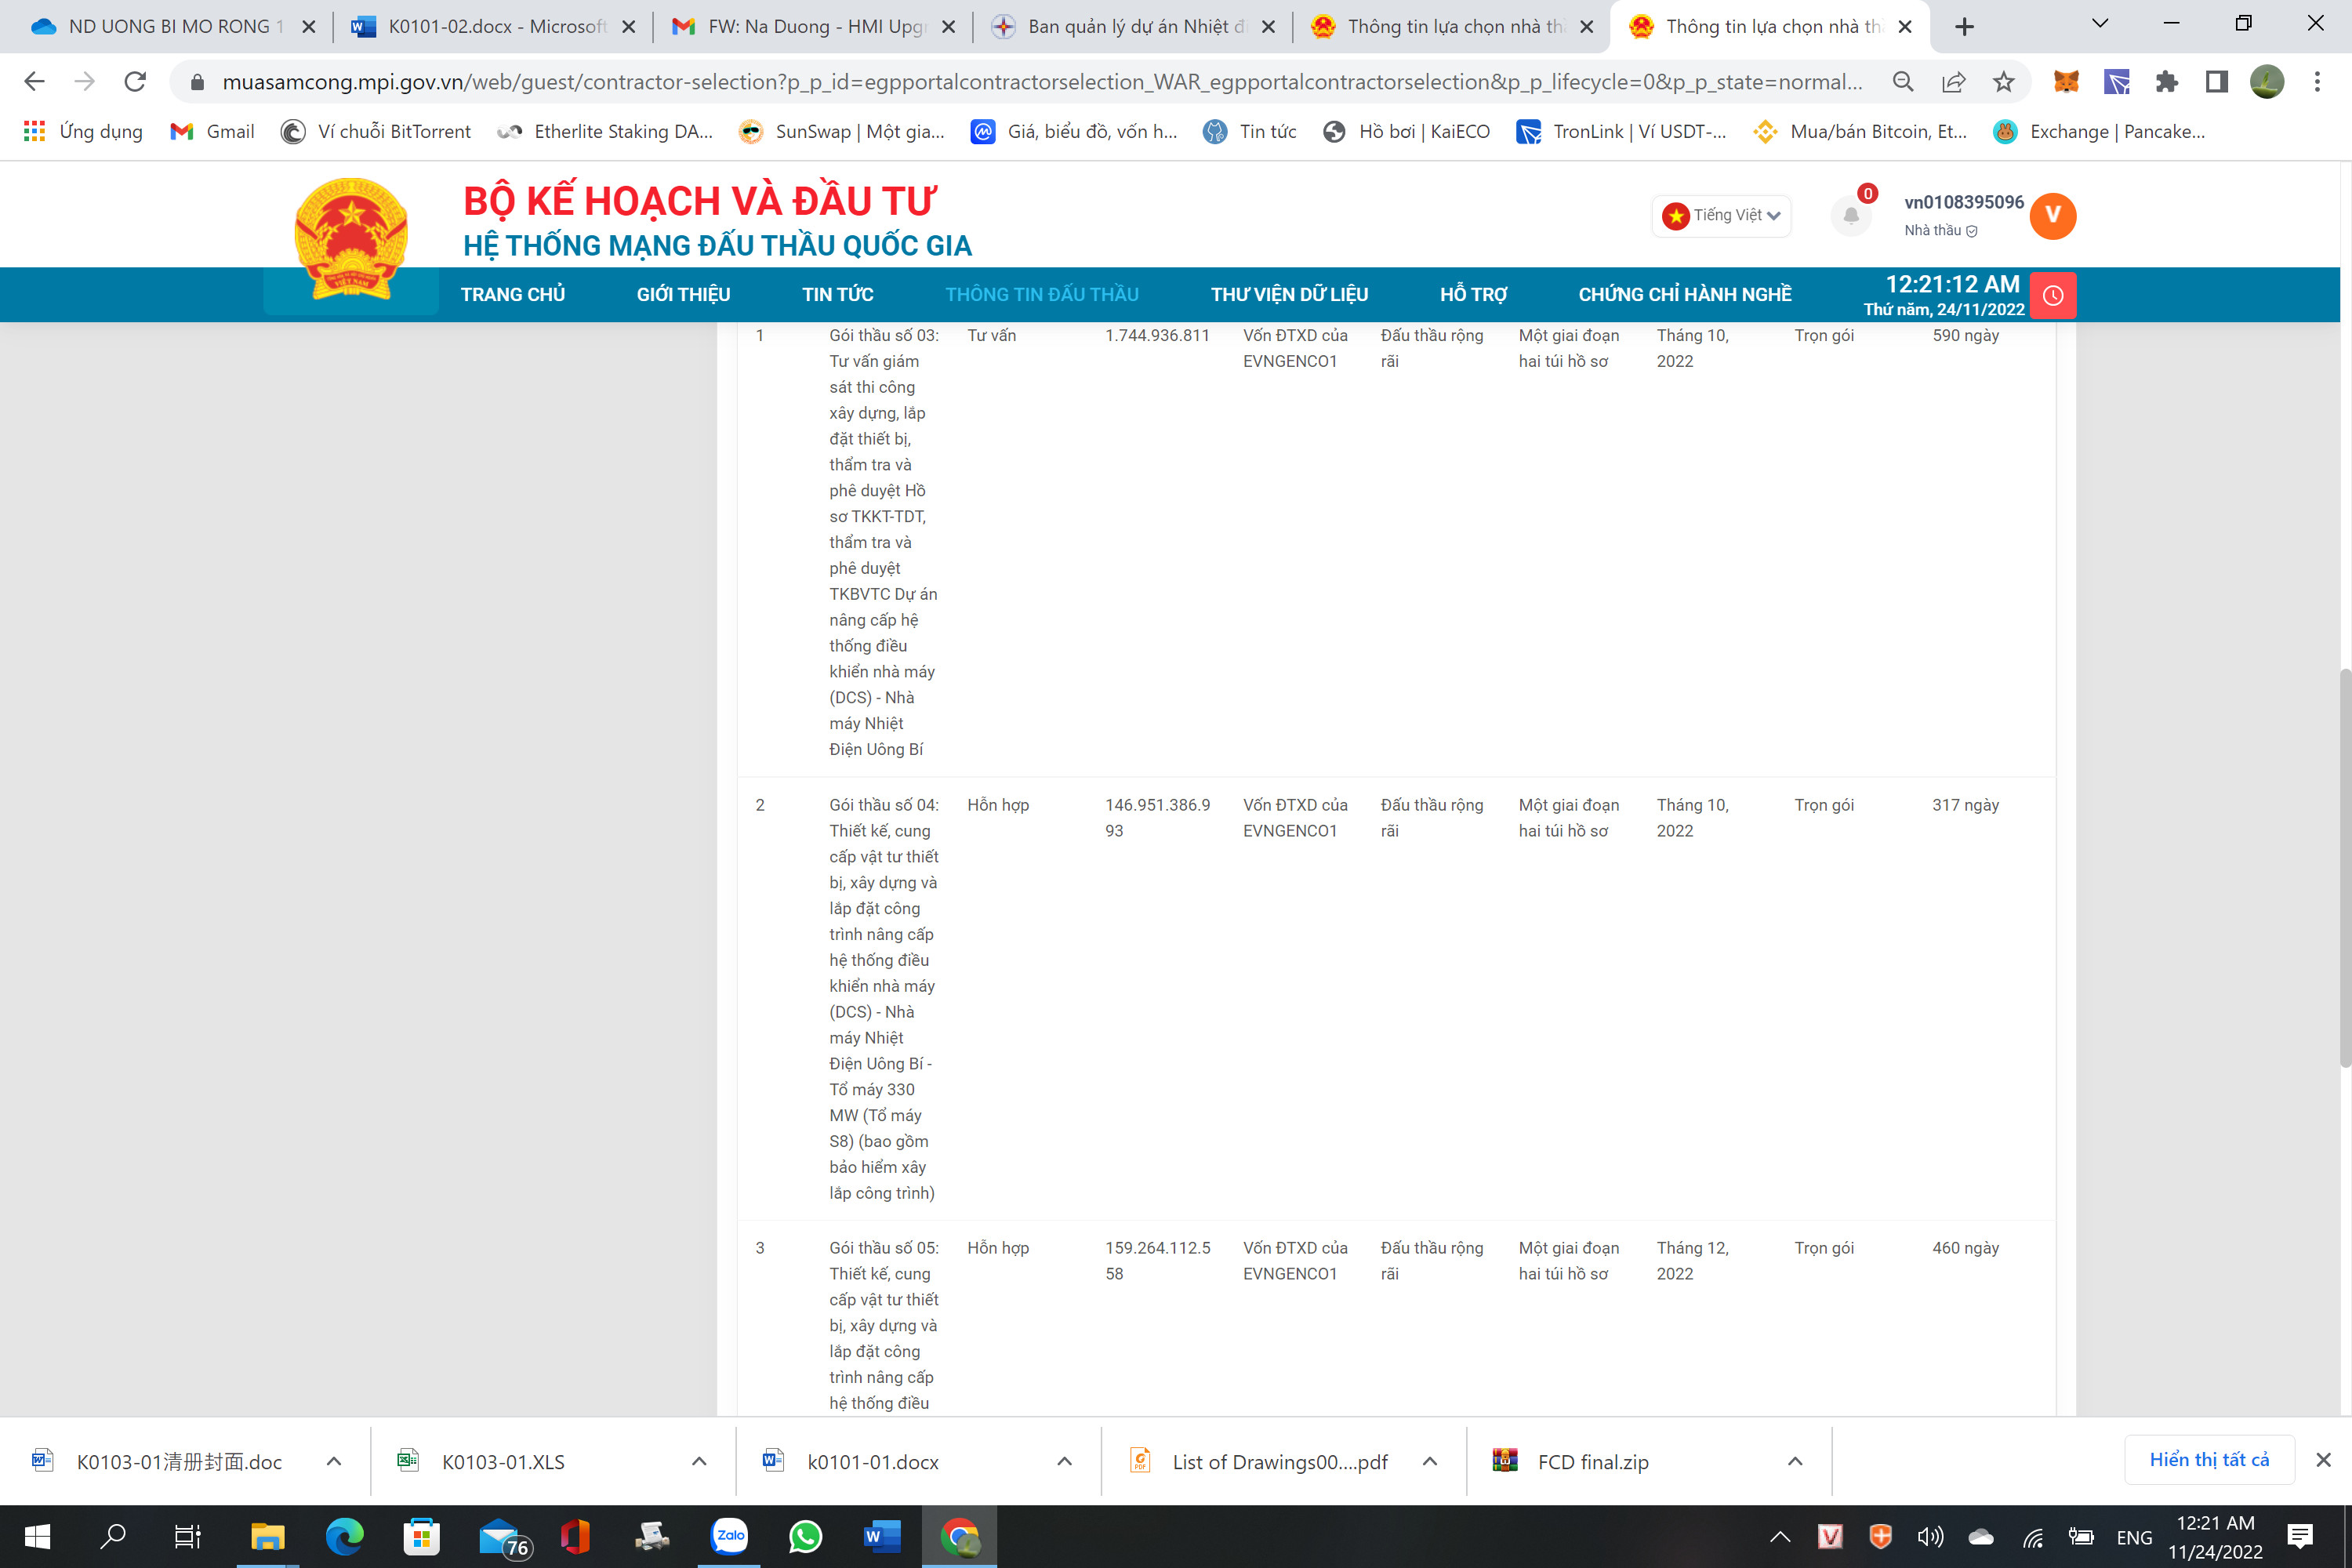 ND UONG BI MO RONG 1
K0101-02.docx - Microsoft
FW: Na Duong - HMI Upgr
Ban quản lý dự án Nhiệt đi
Thông tin lựa chọn nhà th
Thông tin lựa chọn nhà th
muasamcong.mpi.gov.vn/web/guest/contractor-selection?p_p_id=egpportalcontractorselection_WAR_egpportalcontractorselection&p_p_lifecycle=0&p_p_state=normal...
Ứng dụng
Gmail
Ví chuỗi BitTorrent
Etherlite Staking DA...
SunSwap | Một gia...
Giá, biểu đồ, vốn h...
Tin tức
Hồ bơi | KaiECO
TronLink | Ví USDT-...
Mua/bán Bitcoin, Et...
Exchange | Pancake...
BỘ KẾ HOẠCH VÀ ĐẦU TƯ
HỆ THỐNG MẠNG ĐẤU THẦU QUỐC GIA
Tiếng Việt
0
vn0108395096
Nhà thầu
V
TRANG CHỦ
GIỚI THIỆU
TIN TỨC
THÔNG TIN ĐẤU THẦU
THƯ VIỆN DỮ LIỆU
HỖ TRỢ
CHỨNG CHỈ HÀNH NGHỀ
12:21:12 AM
Thứ năm, 24/11/2022
1
Gói thầu số 03:
Tư vấn giám
sát thi công
xây dựng, lắp
đặt thiết bị,
thẩm tra và
phê duyệt Hồ
sơ TKKT-TDT,
thẩm tra và
phê duyệt
TKBVTC Dự án
nâng cấp hệ
thống điều
khiển nhà máy
(DCS) - Nhà
máy Nhiệt
Điện Uông Bí
Tư vấn
1.744.936.811
Vốn ĐTXD của
EVNGENCO1
Đấu thầu rộng
rãi
Một giai đoạn
hai túi hồ sơ
Tháng 10,
2022
Trọn gói
590 ngày
2
Gói thầu số 04:
Thiết kế, cung
cấp vật tư thiết
bị, xây dựng và
lắp đặt công
trình nâng cấp
hệ thống điều
khiển nhà máy
(DCS) - Nhà
máy Nhiệt
Điện Uông Bí -
Tổ máy 330
MW (Tổ máy
S8) (bao gồm
bảo hiểm xây
lắp công trình)
Hỗn hợp
146.951.386.9
93
Vốn ĐTXD của
EVNGENCO1
Đấu thầu rộng
rãi
Một giai đoạn
hai túi hồ sơ
Tháng 10,
2022
Trọn gói
317 ngày
3
Gói thầu số 05:
Thiết kế, cung
cấp vật tư thiết
bị, xây dựng và
lắp đặt công
trình nâng cấp
hệ thống điều
Hỗn hợp
159.264.112.5
58
Vốn ĐTXD của
EVNGENCO1
Đấu thầu rộng
rãi
Một giai đoạn
hai túi hồ sơ
Tháng 12,
2022
Trọn gói
460 ngày
K0103-01清册封面.doc
K0103-01.XLS
k0101-01.docx
List of Drawings00....pdf
FCD final.zip
Hiển thị tất cả
76
Zalo
ENG
12:21 AM
11/24/2022